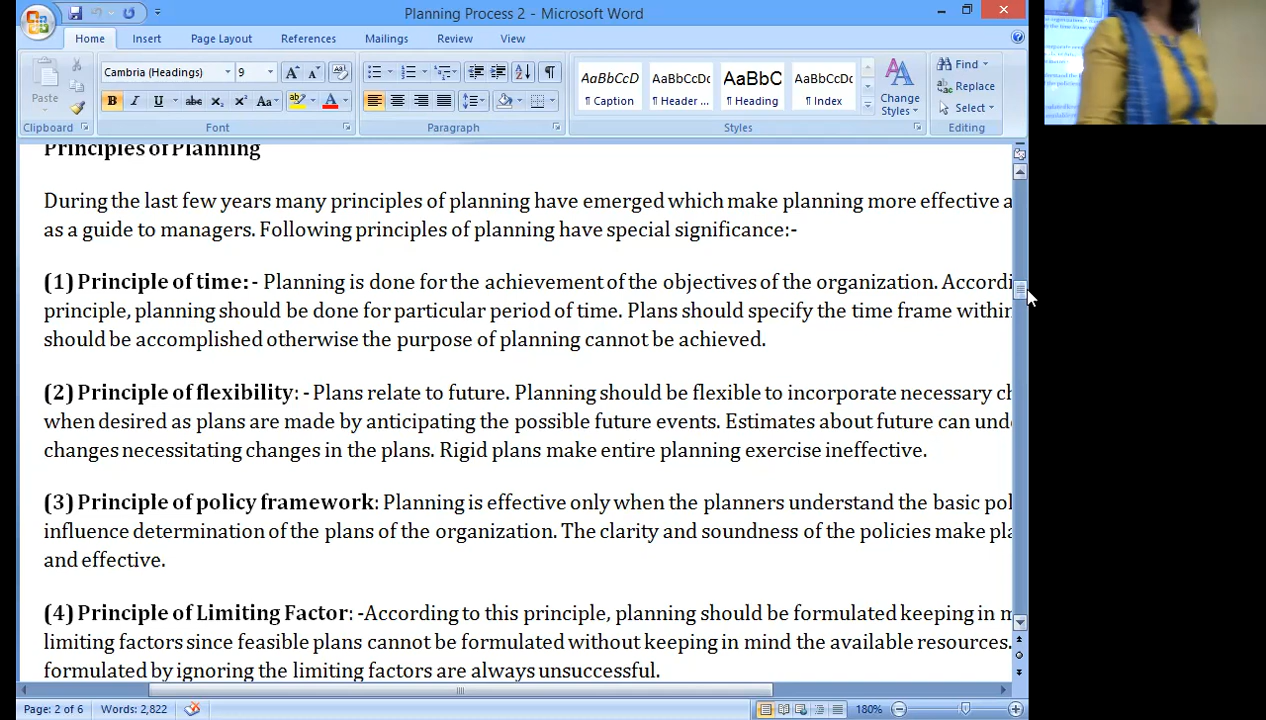 Planning Process 2 - Microsoft Word
Home Insert Page Layout References Mailings Review View
Paste
Cambria (Headings) 9
AaBbCcD AaBbCcDc AaBbC AaBbCcDc
¶ Caption ¶ Header ... ¶ Heading ¶ Index
Change Styles
Find
Replace
Select
Clipboard Font Paragraph Styles Editing
Principles of Planning
During the last few years many principles of planning have emerged which make planning more effective a
as a guide to managers. Following principles of planning have special significance:-
(1) Principle of time: - Planning is done for the achievement of the objectives of the organization. Accordi
principle, planning should be done for particular period of time. Plans should specify the time frame within
should be accomplished otherwise the purpose of planning cannot be achieved.
(2) Principle of flexibility: - Plans relate to future. Planning should be flexible to incorporate necessary ch
when desired as plans are made by anticipating the possible future events. Estimates about future can und
changes necessitating changes in the plans. Rigid plans make entire planning exercise ineffective.
(3) Principle of policy framework: Planning is effective only when the planners understand the basic pol
influence determination of the plans of the organization. The clarity and soundness of the policies make pla
and effective.
(4) Principle of Limiting Factor: -According to this principle, planning should be formulated keeping in m
limiting factors since feasible plans cannot be formulated without keeping in mind the available resources.
formulated by ignoring the limiting factors are always unsuccessful.
Page: 2 of 6 Words: 2,822 180%